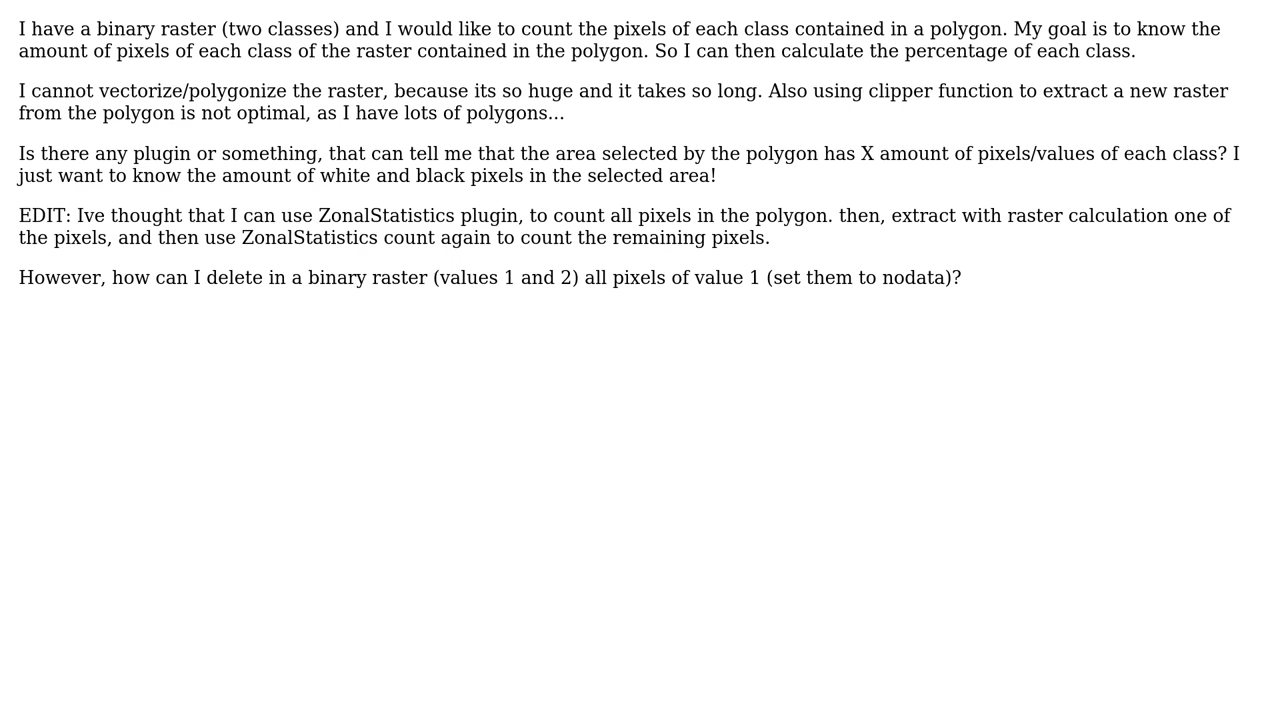 I have a binary raster (two classes) and I would like to count the pixels of each class contained in a polygon. My goal is to know the
amount of pixels of each class of the raster contained in the polygon. So I can then calculate the percentage of each class.
I cannot vectorize/polygonize the raster, because its so huge and it takes so long. Also using clipper function to extract a new raster
from the polygon is not optimal, as I have lots of polygons...
Is there any plugin or something, that can tell me that the area selected by the polygon has X amount of pixels/values of each class? I
just want to know the amount of white and black pixels in the selected area!
EDIT: Ive thought that I can use ZonalStatistics plugin, to count all pixels in the polygon. then, extract with raster calculation one of
the pixels, and then use ZonalStatistics count again to count the remaining pixels.
However, how can I delete in a binary raster (values 1 and 2) all pixels of value 1 (set them to nodata)?